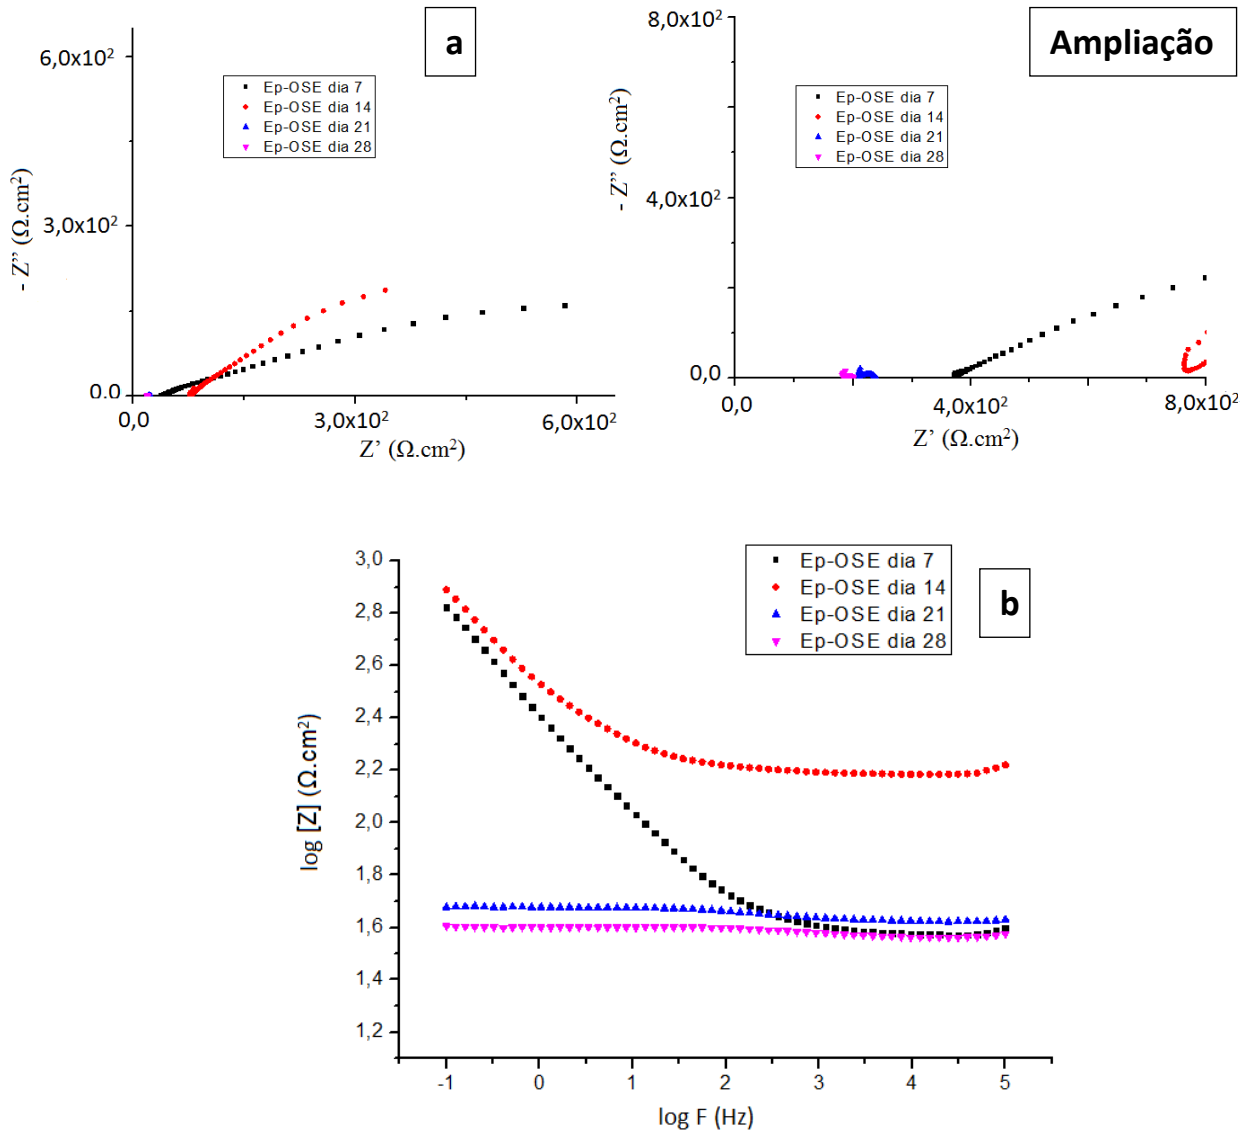 a
6,0x10²
3,0x10²
0.0
- Z’’ (Ω.cm²)
Ep-OSE dia 7
Ep-OSE dia 14
Ep-OSE dia 21
Ep-OSE dia 28
0,0
3,0x10²
6,0x10²
Z’ (Ω.cm²)
Ampliação
8,0x10²
4,0x10²
0,0
- Z’’ (Ω.cm²)
Ep-OSE dia 7
Ep-OSE dia 14
Ep-OSE dia 21
Ep-OSE dia 28
0,0
4,0x10²
8,0x10²
Z’ (Ω.cm²)
b
3,0
2,8
2,6
2,4
2,2
2,0
1,8
1,6
1,4
1,2
log [Z] (Ω.cm²)
Ep-OSE dia 7
Ep-OSE dia 14
Ep-OSE dia 21
Ep-OSE dia 28
-1 0 1 2 3 4 5
log F (Hz)